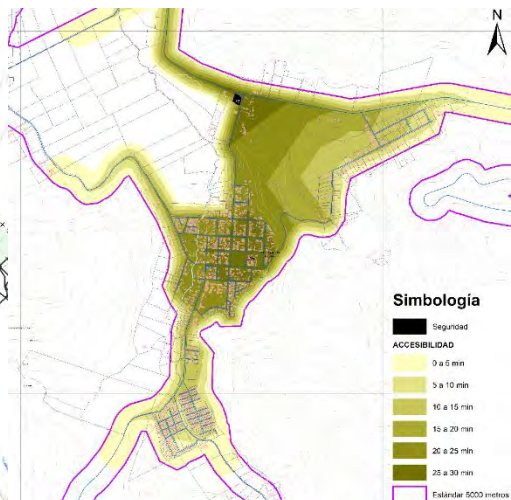 N
Simbología
Seguridad
ACCESIBILIDAD
0 a 5 min
5 a 10 min
10 a 15 min
15 a 20 min
20 a 25 min
25 a 30 min
Estándar 5000 metros